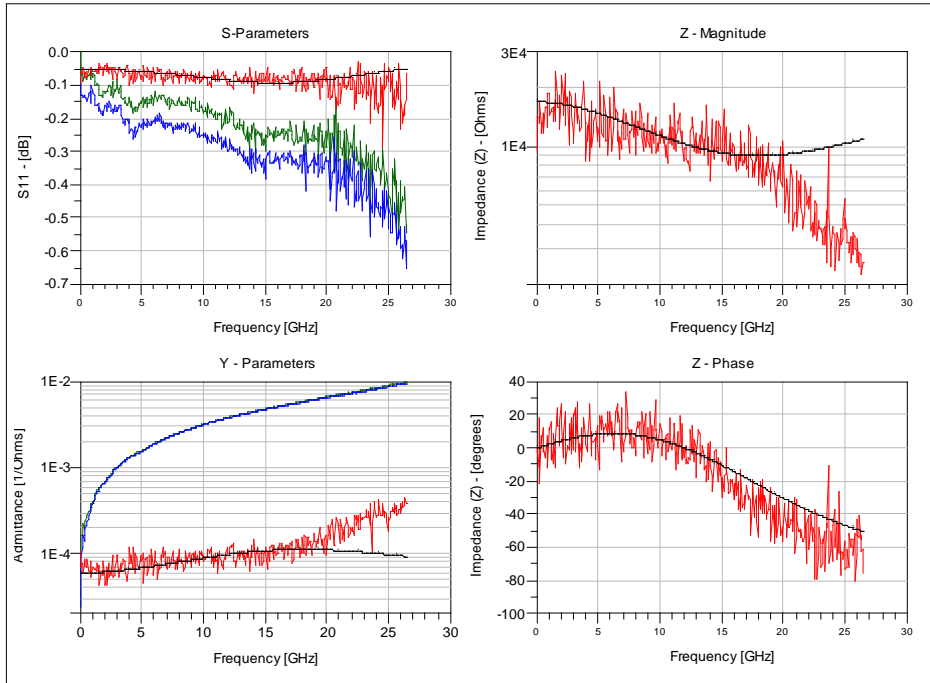 S-Parameters
0.0
-0.1
-0.2
-0.3
-0.4
-0.5
-0.6
-0.7
S11 - [dB]
0 5 10 15 20 25 30
Frequency [GHz]
Z - Magnitude
3E4
1E4
Impedance (Z) - [Ohms]
0 5 10 15 20 25 30
Frequency [GHz]
Y - Parameters
1E-2
1E-3
1E-4
Admittance [1/Ohms]
0 5 10 15 20 25 30
Frequency [GHz]
Z - Phase
40
20
0
-20
-40
-60
-80
-100
Impedance (Z) - [degrees]
0 5 10 15 20 25 30
Frequency [GHz]